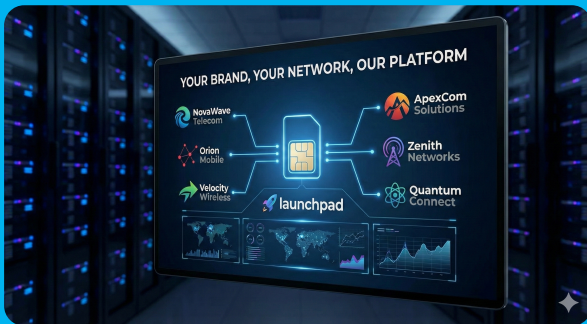 YOUR BRAND, YOUR NETWORK, OUR PLATFORM
NovaWave
Telecom
Orion
Mobile
Velocity
Wireless
ApexCom
Solutions
Zenith
Networks
Quantum
Connect
launchpad